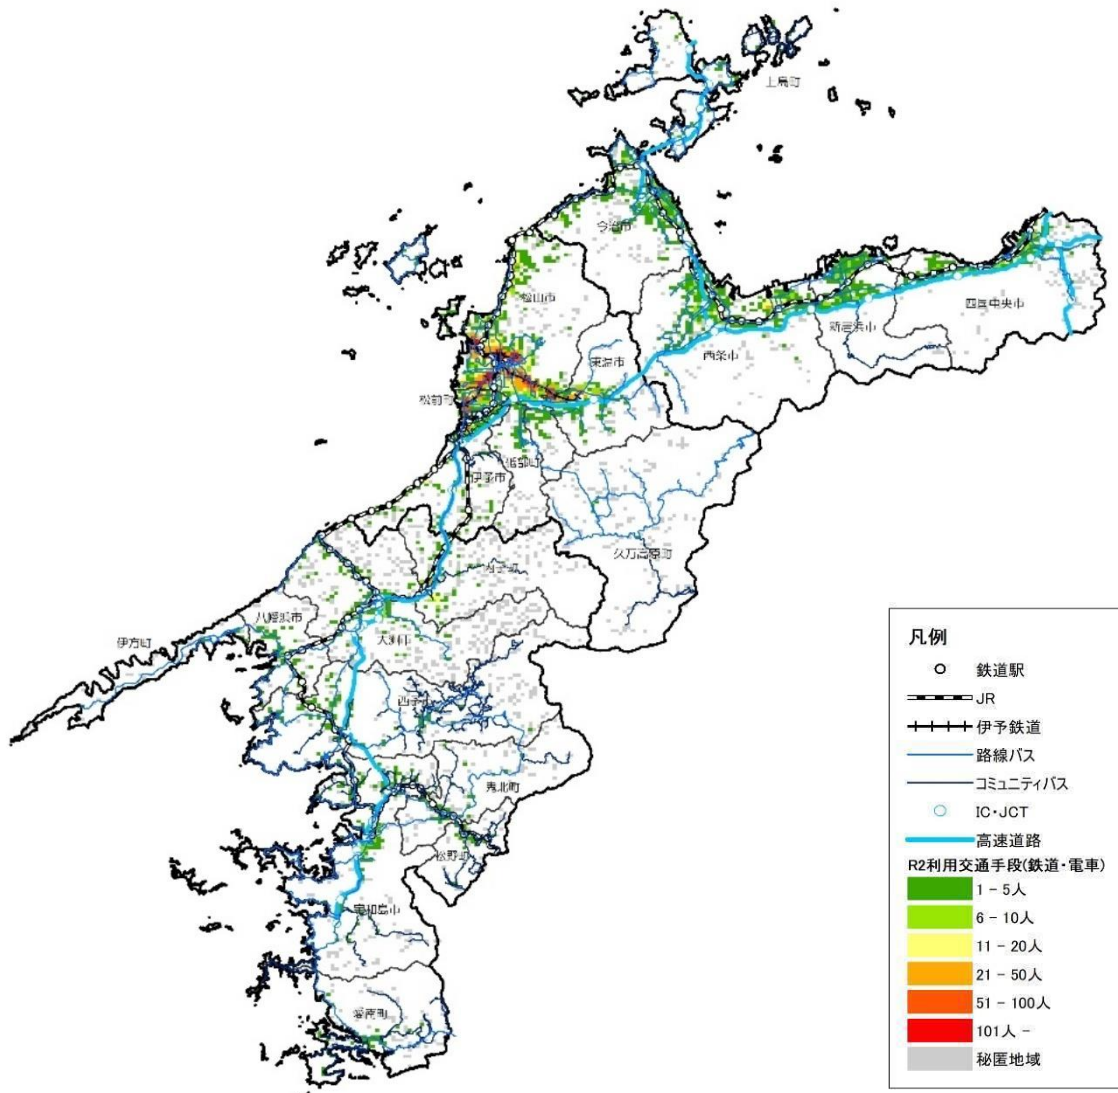 上島町
今治市
松山市
四国中央市
新居浜市
西条市
東温市
松前町
砥部町
伊予市
久万高原町
内子町
八幡浜市
大洲市
伊方町
西予市
鬼北町
松野町
宇和島市
愛南町
凡例
鉄道駅
JR
伊予鉄道
路線バス
コミュニティバス
IC・JCT
高速道路
R2利用交通手段(鉄道・電車)
1 - 5人
6 - 10人
11 - 20人
21 - 50人
51 - 100人
101人 -
秘匿地域